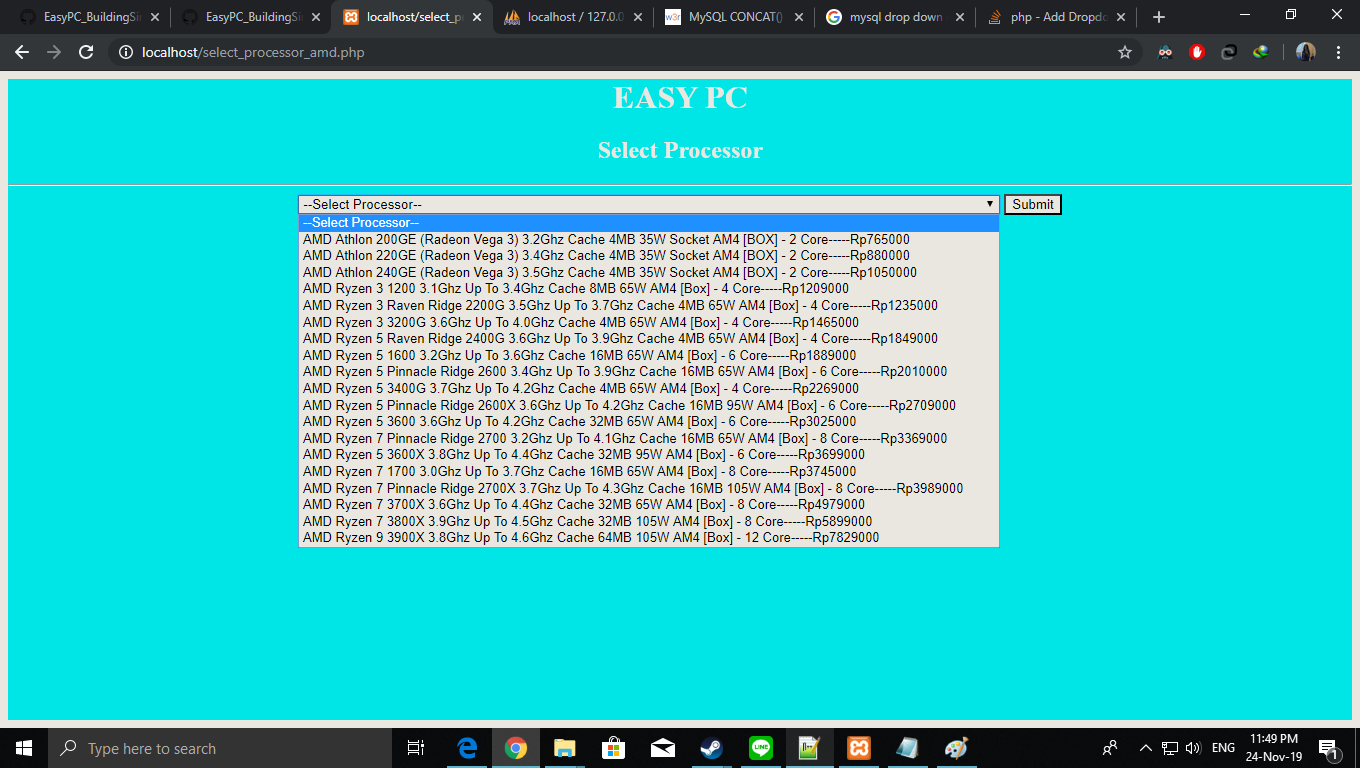 EasyPC_BuildingSi
EasyPC_BuildingSi
localhost/select_p
localhost / 127.0.0
w3r
MySQL CONCAT()
mysql drop down
php - Add Dropdo
localhost/select_processor_amd.php
EASY PC
Select Processor
--Select Processor--
Submit
--Select Processor--
AMD Athlon 200GE (Radeon Vega 3) 3.2Ghz Cache 4MB 35W Socket AM4 [BOX] - 2 Core-----Rp765000
AMD Athlon 220GE (Radeon Vega 3) 3.4Ghz Cache 4MB 35W Socket AM4 [BOX] - 2 Core-----Rp880000
AMD Athlon 240GE (Radeon Vega 3) 3.5Ghz Cache 4MB 35W Socket AM4 [BOX] - 2 Core-----Rp1050000
AMD Ryzen 3 1200 3.1Ghz Up To 3.4Ghz Cache 8MB 65W AM4 [Box] - 4 Core-----Rp1209000
AMD Ryzen 3 Raven Ridge 2200G 3.5Ghz Up To 3.7Ghz Cache 4MB 65W AM4 [Box] - 4 Core-----Rp1235000
AMD Ryzen 3 3200G 3.6Ghz Up To 4.0Ghz Cache 4MB 65W AM4 [Box] - 4 Core-----Rp1465000
AMD Ryzen 5 Raven Ridge 2400G 3.6Ghz Up To 3.9Ghz Cache 4MB 65W AM4 [Box] - 4 Core-----Rp1849000
AMD Ryzen 5 1600 3.2Ghz Up To 3.6Ghz Cache 16MB 65W AM4 [Box] - 6 Core-----Rp1889000
AMD Ryzen 5 Pinnacle Ridge 2600 3.4Ghz Up To 3.9Ghz Cache 16MB 65W AM4 [Box] - 6 Core-----Rp2010000
AMD Ryzen 5 3400G 3.7Ghz Up To 4.2Ghz Cache 4MB 65W AM4 [Box] - 4 Core-----Rp2269000
AMD Ryzen 5 Pinnacle Ridge 2600X 3.6Ghz Up To 4.2Ghz Cache 16MB 95W AM4 [Box] - 6 Core-----Rp2709000
AMD Ryzen 5 3600 3.6Ghz Up To 4.2Ghz Cache 32MB 65W AM4 [Box] - 6 Core-----Rp3025000
AMD Ryzen 7 Pinnacle Ridge 2700 3.2Ghz Up To 4.1Ghz Cache 16MB 65W AM4 [Box] - 8 Core-----Rp3369000
AMD Ryzen 5 3600X 3.8Ghz Up To 4.4Ghz Cache 32MB 95W AM4 [Box] - 6 Core-----Rp3699000
AMD Ryzen 7 1700 3.0Ghz Up To 3.7Ghz Cache 16MB 65W AM4 [Box] - 8 Core-----Rp3745000
AMD Ryzen 7 Pinnacle Ridge 2700X 3.7Ghz Up To 4.3Ghz Cache 16MB 105W AM4 [Box] - 8 Core-----Rp3989000
AMD Ryzen 7 3700X 3.6Ghz Up To 4.4Ghz Cache 32MB 65W AM4 [Box] - 8 Core-----Rp4979000
AMD Ryzen 7 3800X 3.9Ghz Up To 4.5Ghz Cache 32MB 105W AM4 [Box] - 8 Core-----Rp5899000
AMD Ryzen 9 3900X 3.8Ghz Up To 4.6Ghz Cache 64MB 105W AM4 [Box] - 12 Core-----Rp7829000
Type here to search
LINE
ENG
11:49 PM
24-Nov-19
1